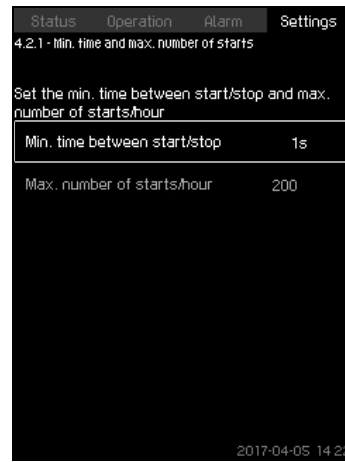 Status Operation Alarm Settings
4.2.1 - Min. time and max. number of starts
Set the min. time between start/stop and max.
number of starts/hour
Min. time between start/stop 1s
Max. number of starts/hour 200
2017-04-05 14:22